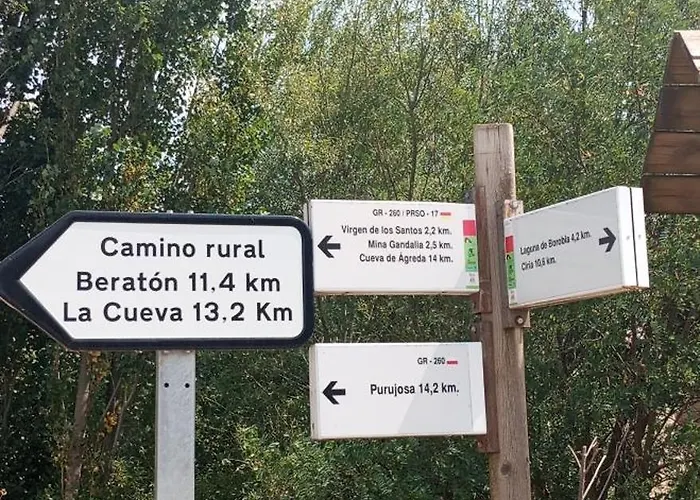 Camino rural
Beratón 11,4 km
La Cueva 13,2 Km
GR - 260 / PRSO - 17
Virgen de los Santos 2,2 km.
Mina Gandalia 2,5 km.
Cueva de Ágreda 14 km.
Laguna de Borobia 4,2 km.
Ciria 10,6 km.
GR - 260
Purujosa 14,2 km.